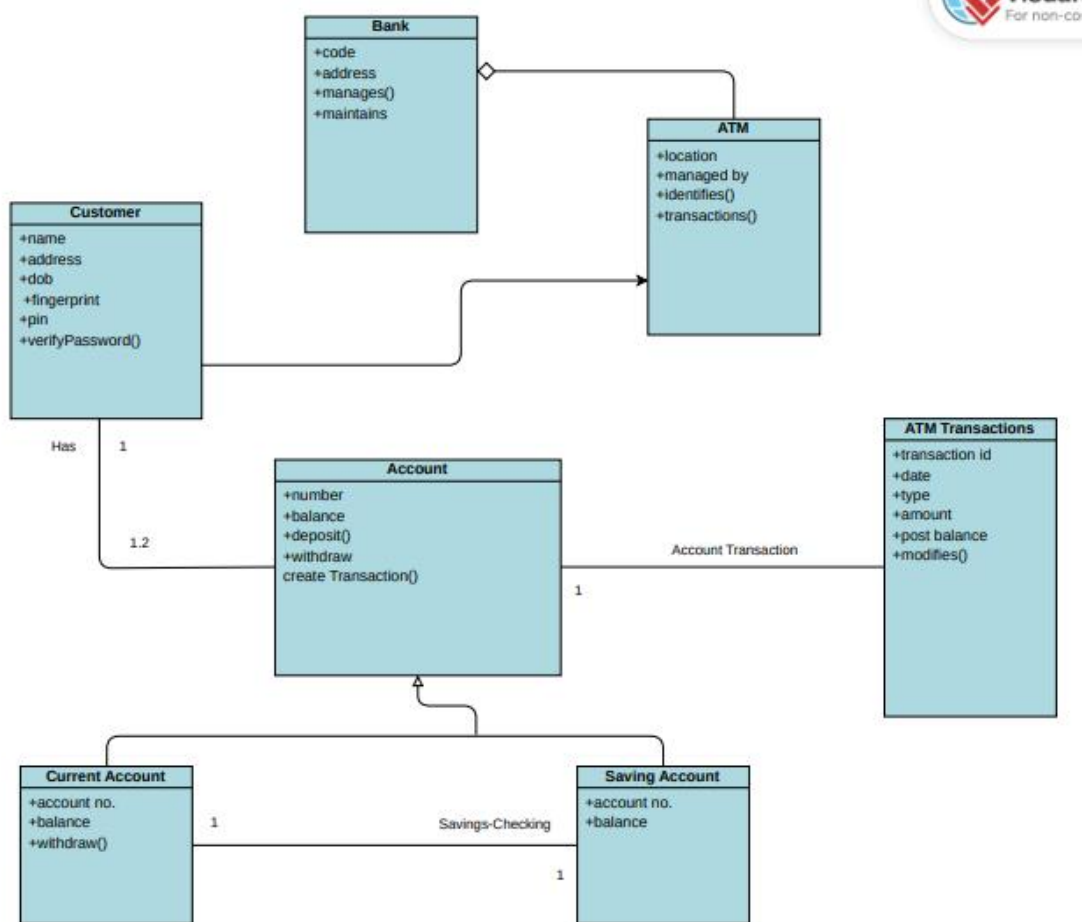 Bank
+code
+address
+manages()
+maintains
For non-co
ATM
+location
+managed by
+identifies()
+transactions()
Customer
+name
+address
+dob
+fingerprint
+pin
+verifyPassword()
Has
1
1.2
Account
+number
+balance
+deposit()
+withdraw
create Transaction()
Account Transaction
1
ATM Transactions
+transaction id
+date
+type
+amount
+post balance
+modifies()
Current Account
+account no.
+balance
+withdraw()
1
Savings-Checking
1
Saving Account
+account no.
+balance